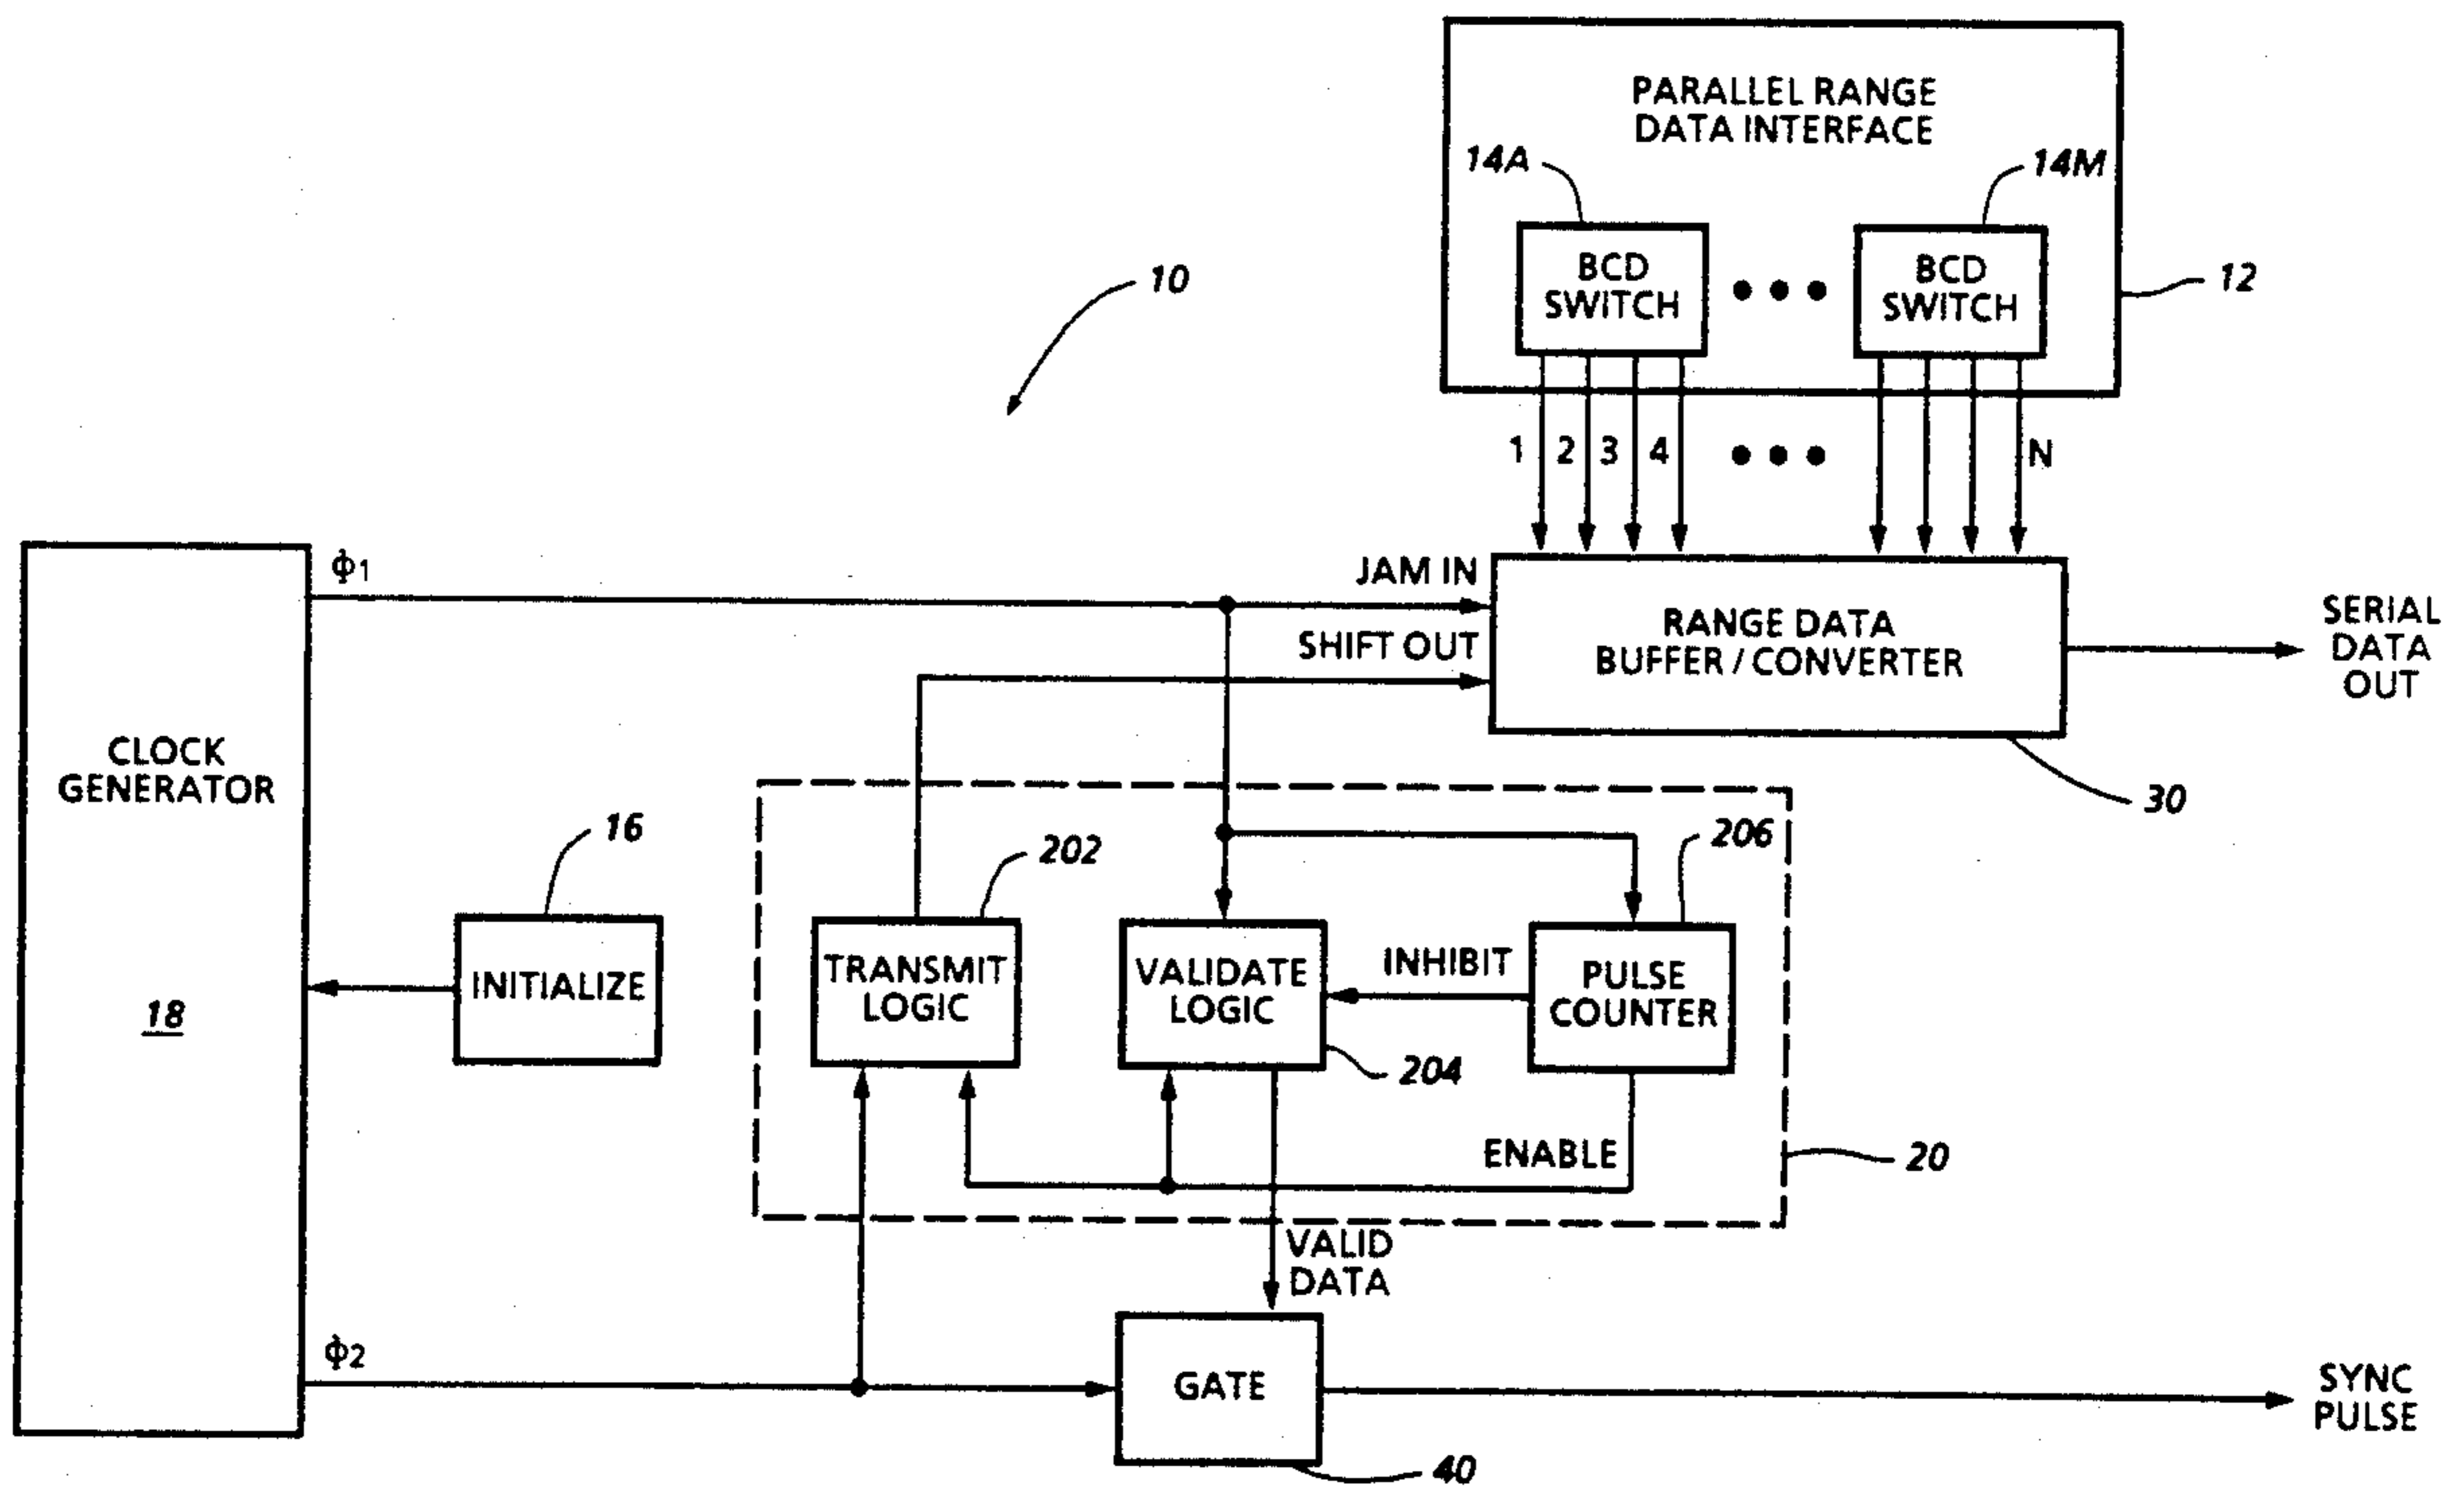 PARALLEL RANGE
DATA INTERFACE
14A
14M
BCD
SWITCH
BCD
SWITCH
12
10
1 2 3 4 N
ϕ1
JAM IN
SHIFT OUT
RANGE DATA
BUFFER / CONVERTER
SERIAL
DATA
OUT
30
CLOCK
GENERATOR
18
16
INITIALIZE
202
206
TRANSMIT
LOGIC
VALIDATE
LOGIC
INHIBIT
PULSE
COUNTER
204
ENABLE
20
VALID
DATA
ϕ2
GATE
40
SYNC
PULSE